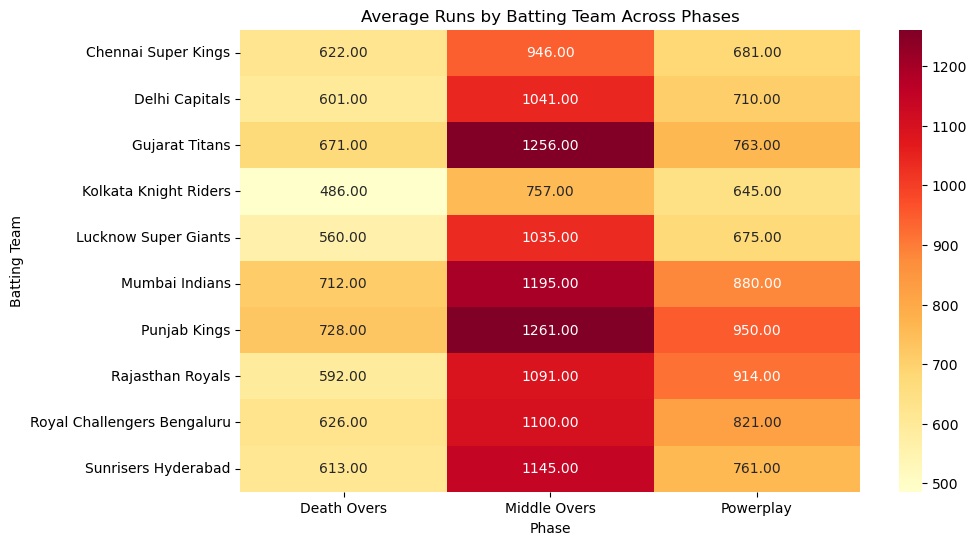 Average Runs by Batting Team Across Phases
Chennai Super Kings 622.00 946.00 681.00
Delhi Capitals 601.00 1041.00 710.00
Gujarat Titans 671.00 1256.00 763.00
Kolkata Knight Riders 486.00 757.00 645.00
Lucknow Super Giants 560.00 1035.00 675.00
Mumbai Indians 712.00 1195.00 880.00
Punjab Kings 728.00 1261.00 950.00
Rajasthan Royals 592.00 1091.00 914.00
Royal Challengers Bengaluru 626.00 1100.00 821.00
Sunrisers Hyderabad 613.00 1145.00 761.00
Death Overs Middle Overs Powerplay
Phase
Batting Team
1200
1100
1000
900
800
700
600
500